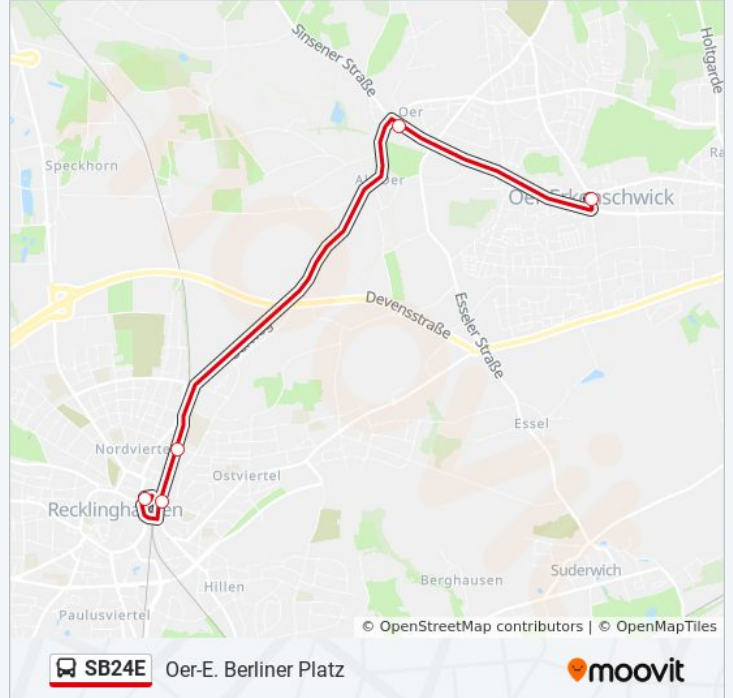 Sinsener Straße
Holtgarde
Oer
Speckhorn
Oer-Erkenschwick
Devensstraße
Esseler Straße
Essel
Nordviertel
Ostviertel
Recklinghausen
Suderwich
Berghausen
Hillen
Paulusviertel
© OpenStreetMap contributors | © OpenMapTiles
SB24E Oer-E. Berliner Platz
moovit